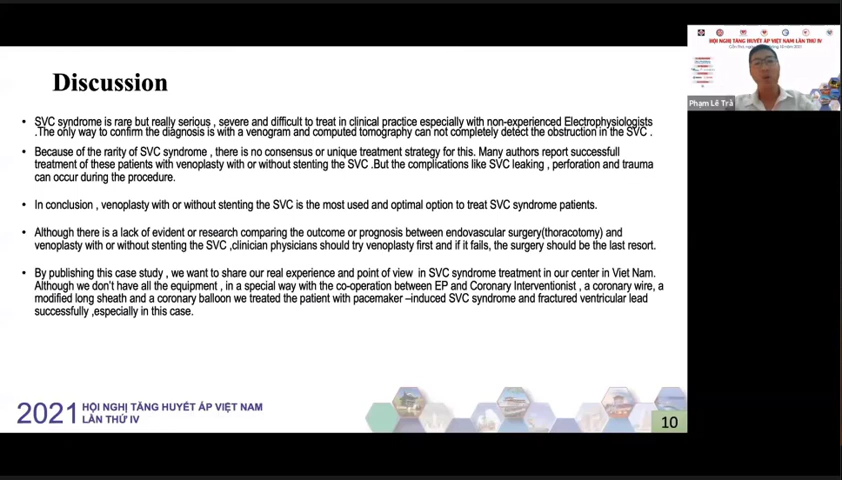 Discussion
• SVC syndrome is rare but really serious , severe and difficult to treat in clinical practice especially with non-experienced Electrophysiologists
.The only way to confirm the diagnosis is with a venogram and computed tomography can not completely detect the obstruction in the SVC .
• Because of the rarity of SVC syndrome , there is no consensus or unique treatment strategy for this. Many authors report successfull
treatment of these patients with venoplasty with or without stenting the SVC .But the complications like SVC leaking , perforation and trauma
can occur during the procedure.
• In conclusion , venoplasty with or without stenting the SVC is the most used and optimal option to treat SVC syndrome patients.
• Although there is a lack of evident or research comparing the outcome or prognosis between endovascular surgery(thoracotomy) and
venoplasty with or without stenting the SVC ,clinician physicians should try venoplasty first and if it fails, the surgery should be the last resort.
• By publishing this case study , we want to share our real experience and point of view in SVC syndrome treatment in our center in Viet Nam.
Although we don't have all the equipment , in a special way with the co-operation between EP and Coronary Interventionist , a coronary wire, a
modified long sheath and a coronary balloon we treated the patient with pacemaker –induced SVC syndrome and fractured ventricular lead
successfully ,especially in this case.
2021 HỘI NGHỊ TĂNG HUYẾT ÁP VIỆT NAM
LẦN THỨ IV
10
HỘI NGHỊ TĂNG HUYẾT ÁP VIỆT NAM LẦN THỨ IV
Phạm Lê Trà